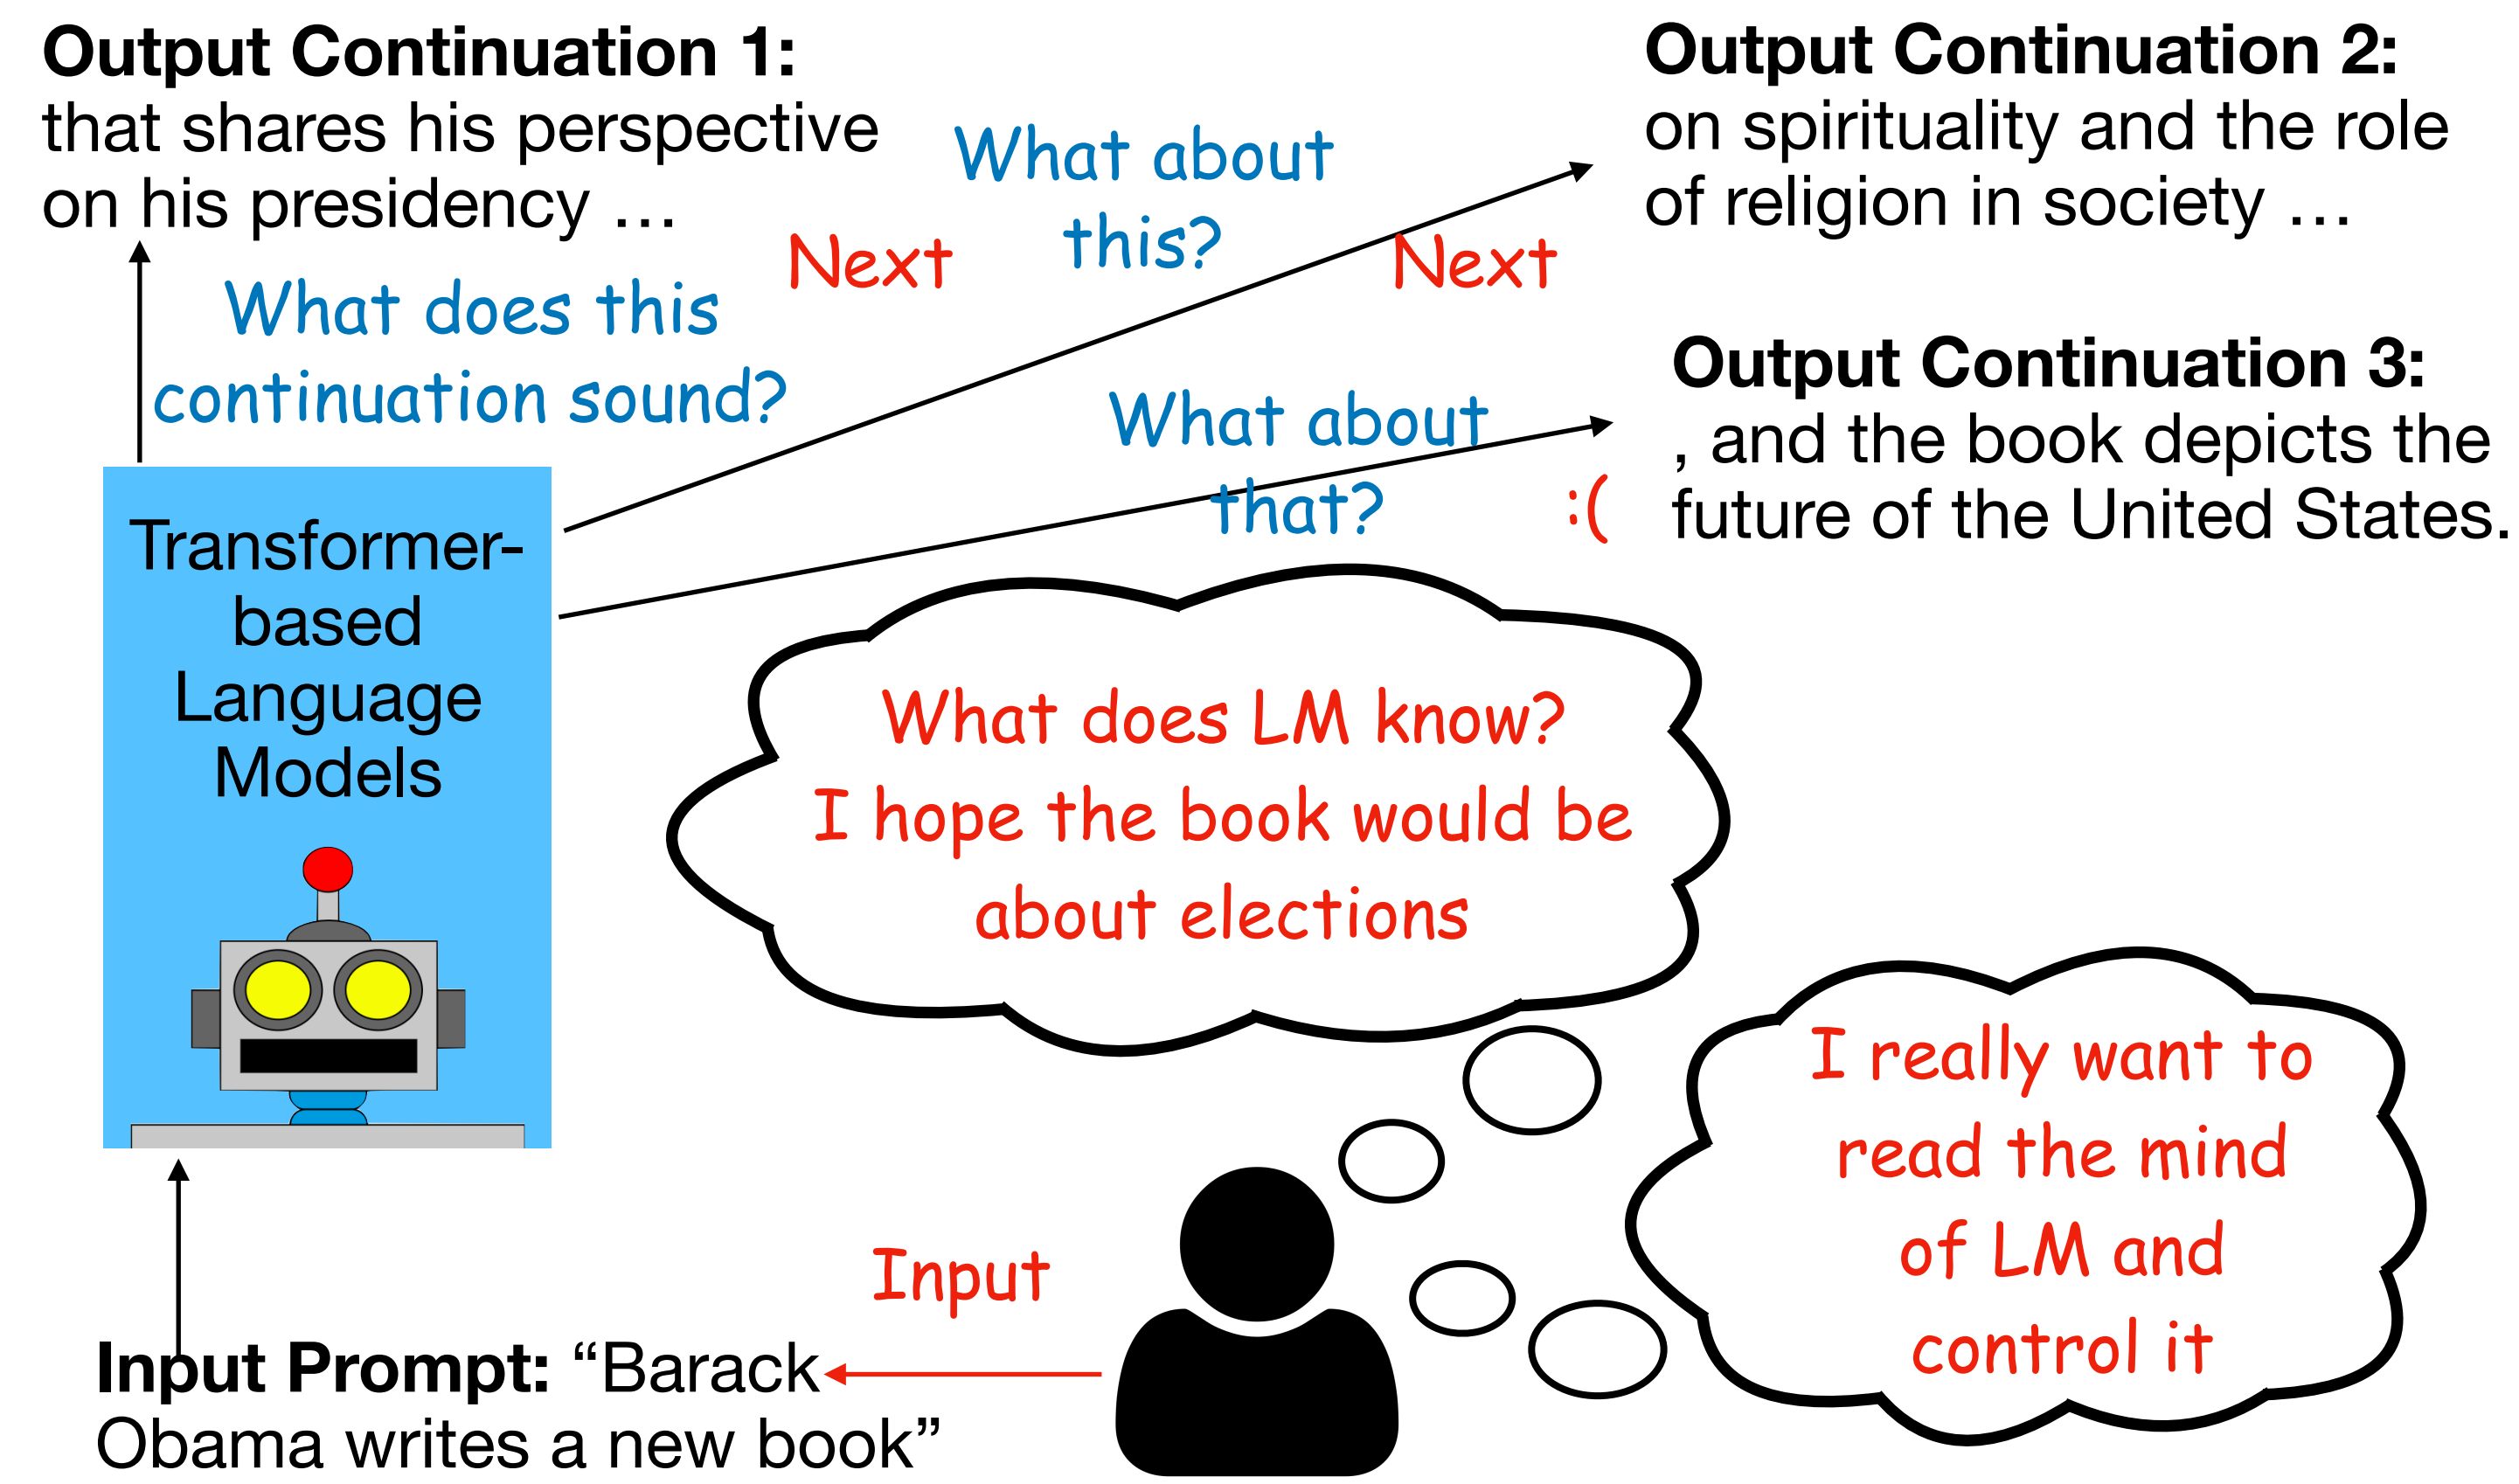 Output Continuation 1:
that shares his perspective
on his presidency ...
What does this
continuation sound?
Next
What about
this?
Next
Output Continuation 2:
on spirituality and the role
of religion in society ...
What about
that?
:(
Output Continuation 3:
, and the book depicts the
future of the United States.
Transformer-
based
Language
Models
What does LM know?
I hope the book would be
about elections
I really want to
read the mind
of LM and
control it
Input
Input Prompt: “Barack
Obama writes a new book”